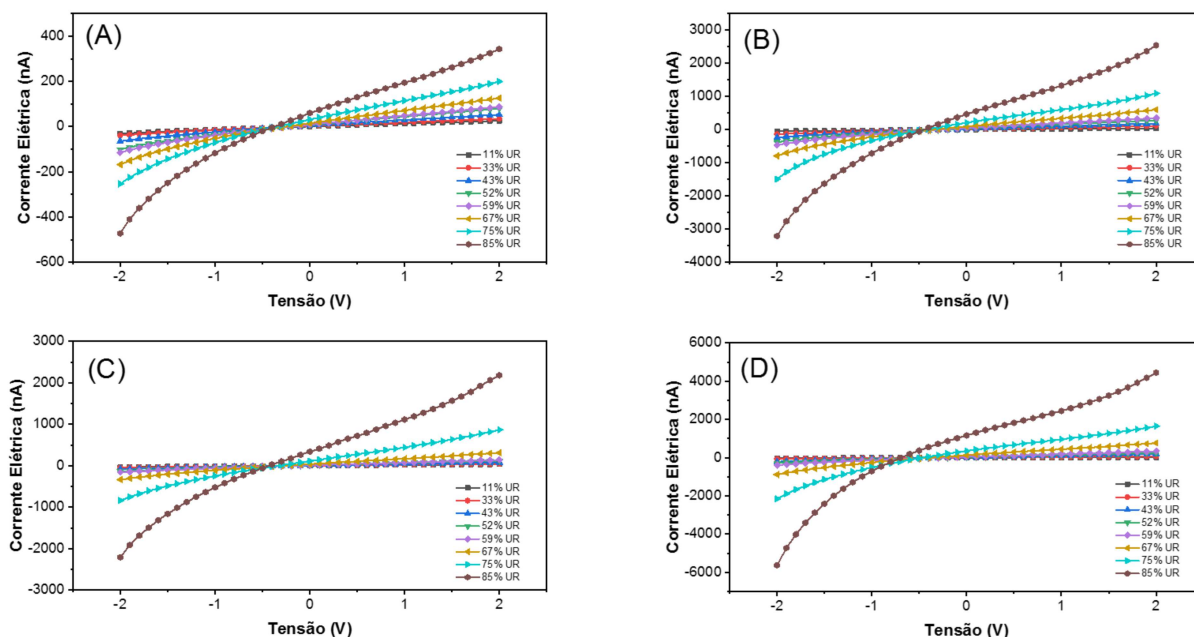 (A)
Corrente Elétrica (nA)
400
200
0
-200
-400
-600
-2
-1
0
1
2
Tensão (V)
11% UR
33% UR
43% UR
52% UR
59% UR
67% UR
75% UR
85% UR
(B)
Corrente Elétrica (nA)
3000
2000
1000
0
-1000
-2000
-3000
-4000
-2
-1
0
1
2
Tensão (V)
11% UR
33% UR
43% UR
52% UR
59% UR
67% UR
75% UR
85% UR
(C)
Corrente Elétrica (nA)
3000
2000
1000
0
-1000
-2000
-3000
-2
-1
0
1
2
Tensão (V)
11% UR
33% UR
43% UR
52% UR
59% UR
67% UR
75% UR
85% UR
(D)
Corrente Elétrica (nA)
6000
4000
2000
0
-2000
-4000
-6000
-2
-1
0
1
2
Tensão (V)
11% UR
33% UR
43% UR
52% UR
59% UR
67% UR
75% UR
85% UR